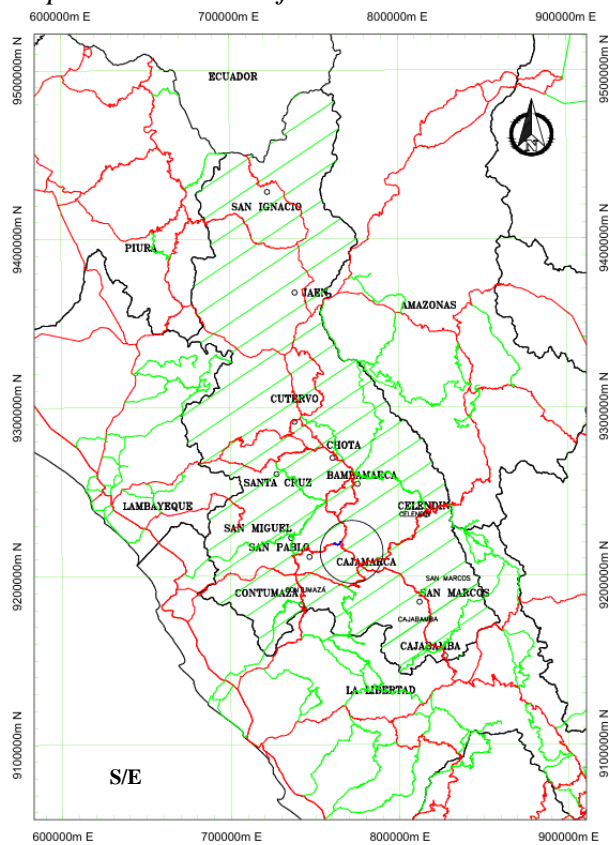 600000m E 700000m E 800000m E 900000m E
9500000m N
9500000m N
ECUADOR
N
SAN IGNACIO
9400000m N
9400000m N
PIURA
JAEN
AMAZONAS
9300000m N
9300000m N
CUTERVO
CHOTA
SANTA CRUZ
BAMBAMARCA
LAMBAYEQUE
CELENDIN
CELENDIN
SAN MIGUEL
SAN PABLO
CAJAMARCA
9200000m N
9200000m N
SAN MARCOS
CONTUMAZA
SAN MARCOS
CAJABAMBA
CAJABAMBA
LA LIBERTAD
9100000m N
9100000m N
S/E
600000m E 700000m E 800000m E 900000m E